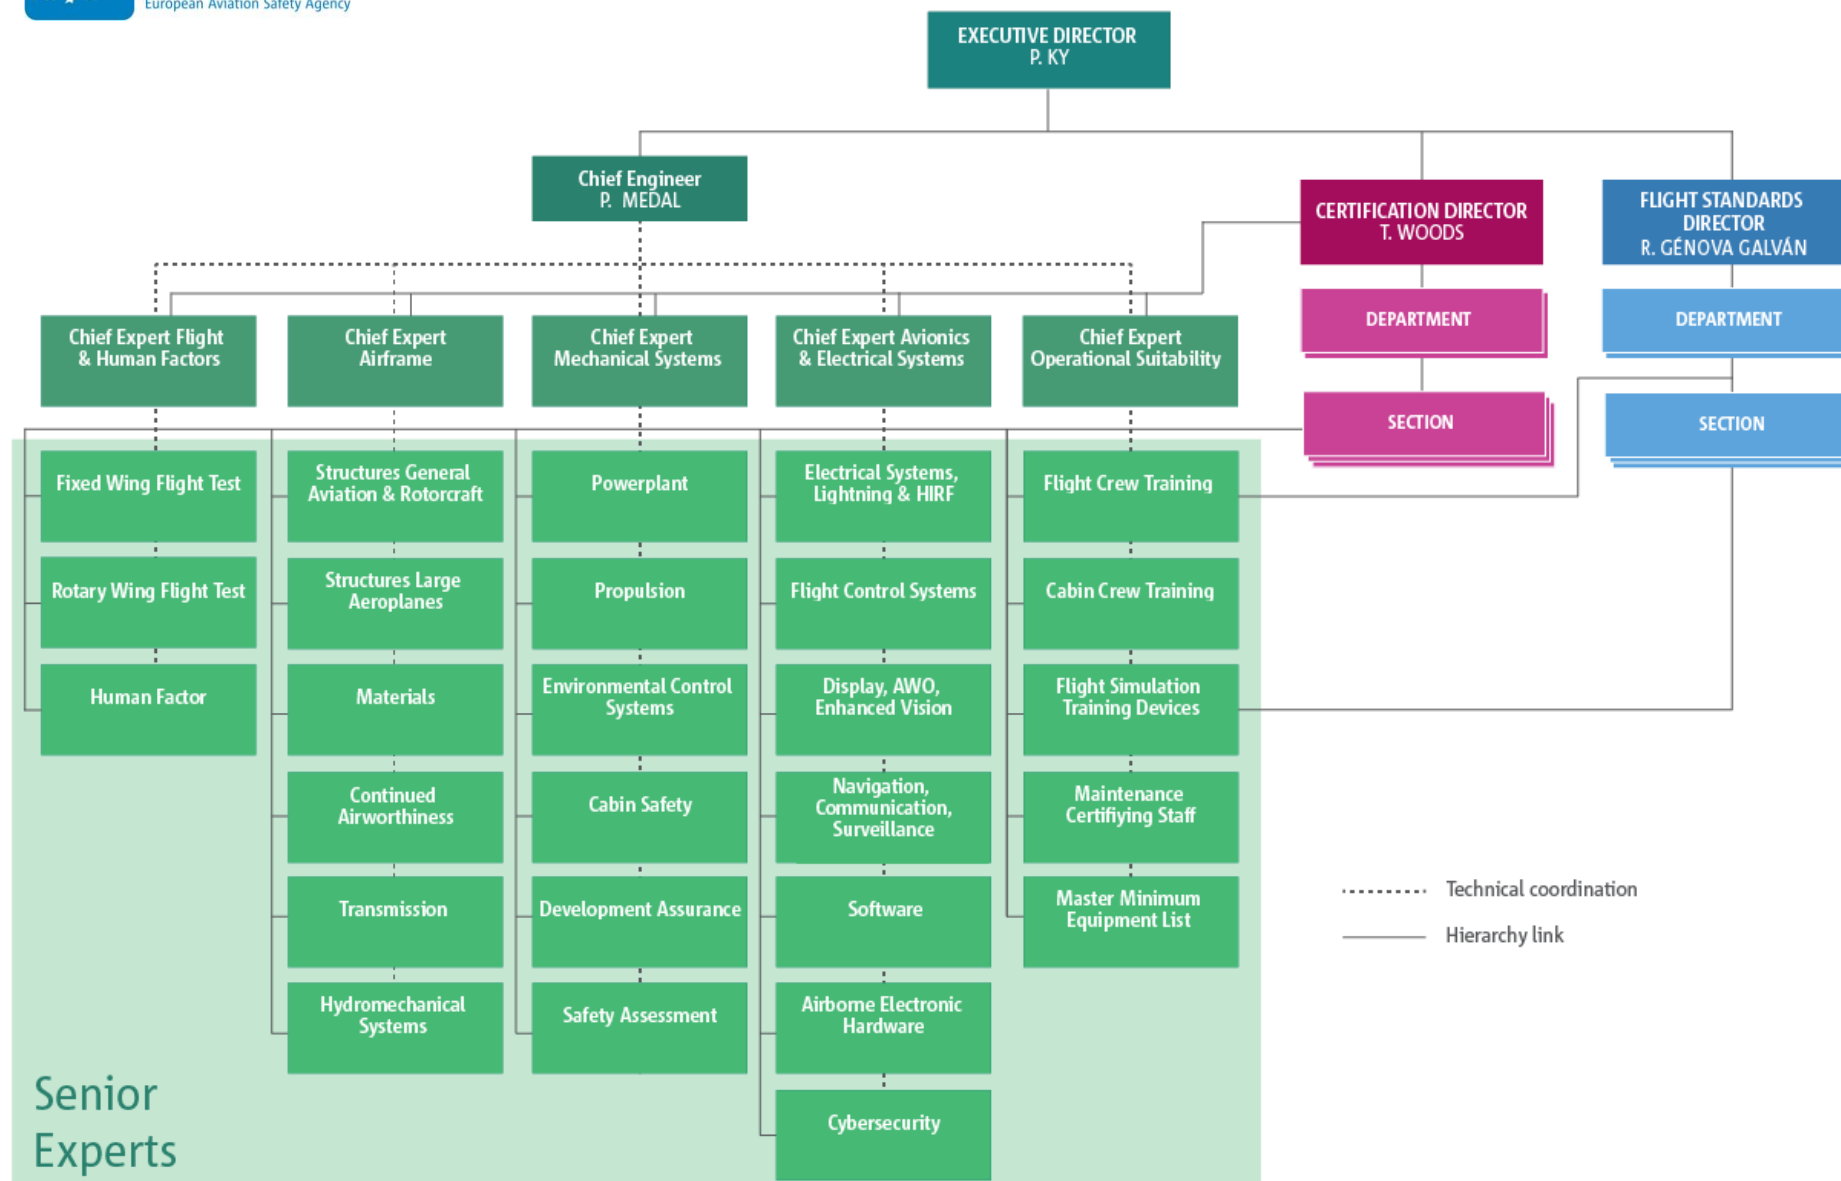 European Aviation Safety Agency
EXECUTIVE DIRECTOR
P. KY
Chief Engineer
P. MEDAL
CERTIFICATION DIRECTOR
T. WOODS
FLIGHT STANDARDS
DIRECTOR
R. GÉNOVA GALVÁN
DEPARTMENT
DEPARTMENT
SECTION
SECTION
Chief Expert Flight
& Human Factors
Chief Expert
Airframe
Chief Expert
Mechanical Systems
Chief Expert Avionics
& Electrical Systems
Chief Expert
Operational Suitability
Fixed Wing Flight Test
Rotary Wing Flight Test
Human Factor
Structures General
Aviation & Rotorcraft
Structures Large
Aeroplanes
Materials
Continued
Airworthiness
Transmission
Hydromechanical
Systems
Powerplant
Propulsion
Environmental Control
Systems
Cabin Safety
Development Assurance
Safety Assessment
Electrical Systems,
Lightning & HIRF
Flight Control Systems
Display, AWO,
Enhanced Vision
Navigation,
Communication,
Surveillance
Software
Airborne Electronic
Hardware
Cybersecurity
Flight Crew Training
Cabin Crew Training
Flight Simulation
Training Devices
Maintenance
Certifiying Staff
Master Minimum
Equipment List
Technical coordination
Hierarchy link
Senior
Experts